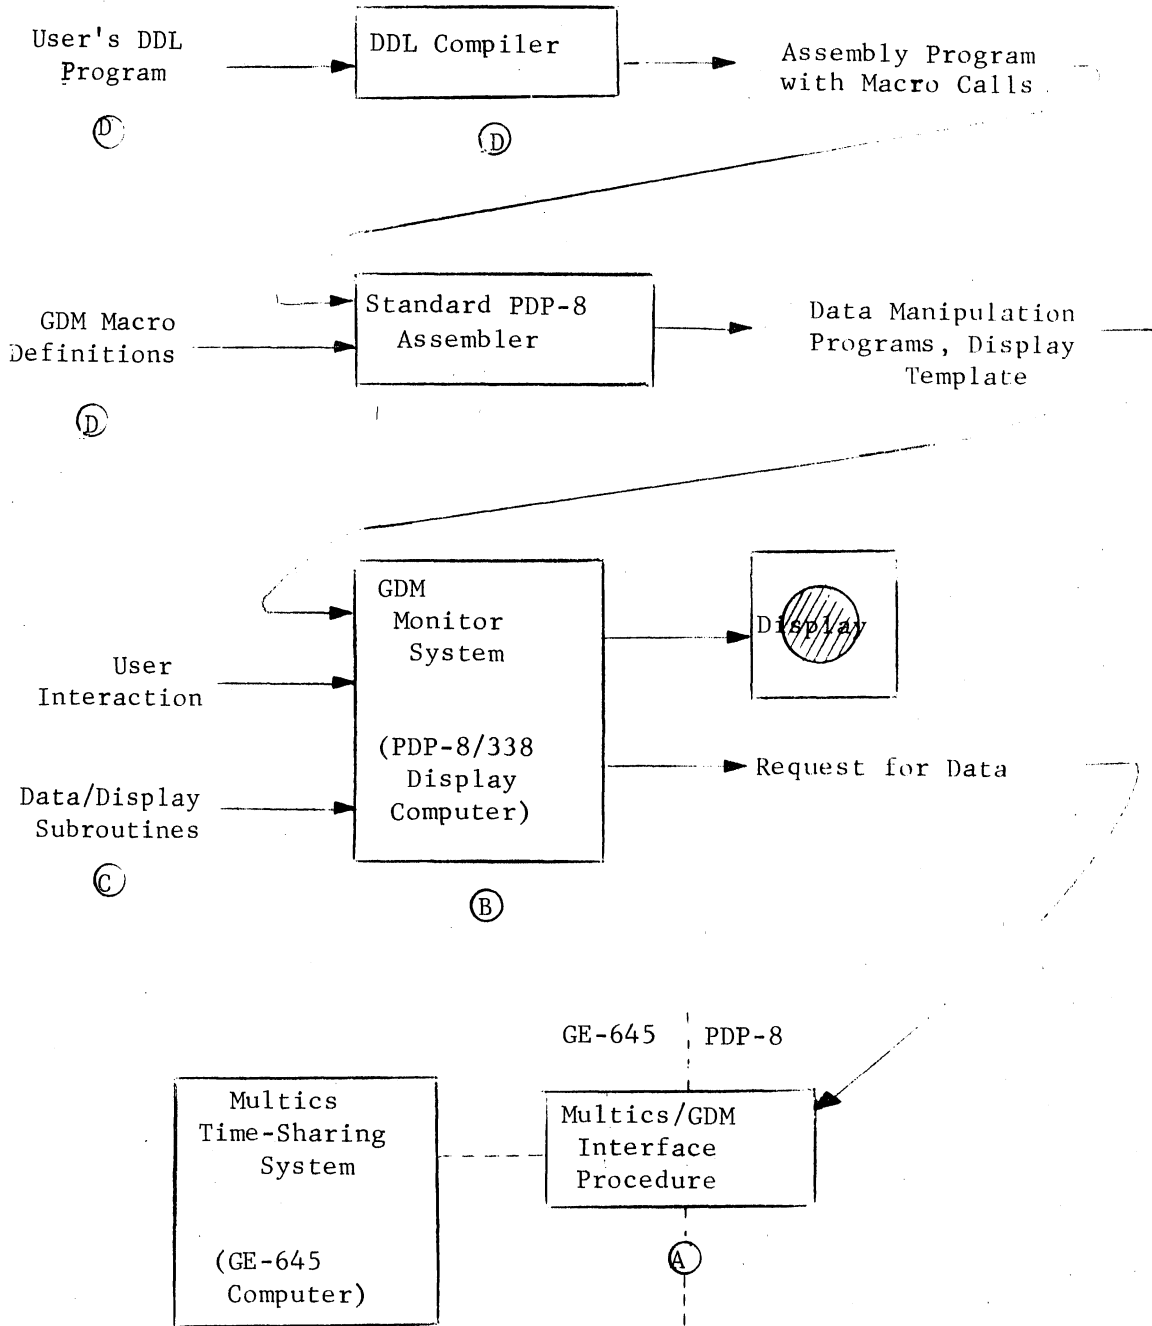 User's DDL
Program
D
DDL Compiler
D
Assembly Program
with Macro Calls
GDM Macro
Definitions
D
Standard PDP-8
Assembler
Data Manipulation
Programs, Display
Template
GDM
Monitor
System
(PDP-8/338
Display
Computer)
B
User
Interaction
Data/Display
Subroutines
C
Display
Request for Data
GE-645
PDP-8
Multics
Time-Sharing
System
(GE-645
Computer)
Multics/GDM
Interface
Procedure
A